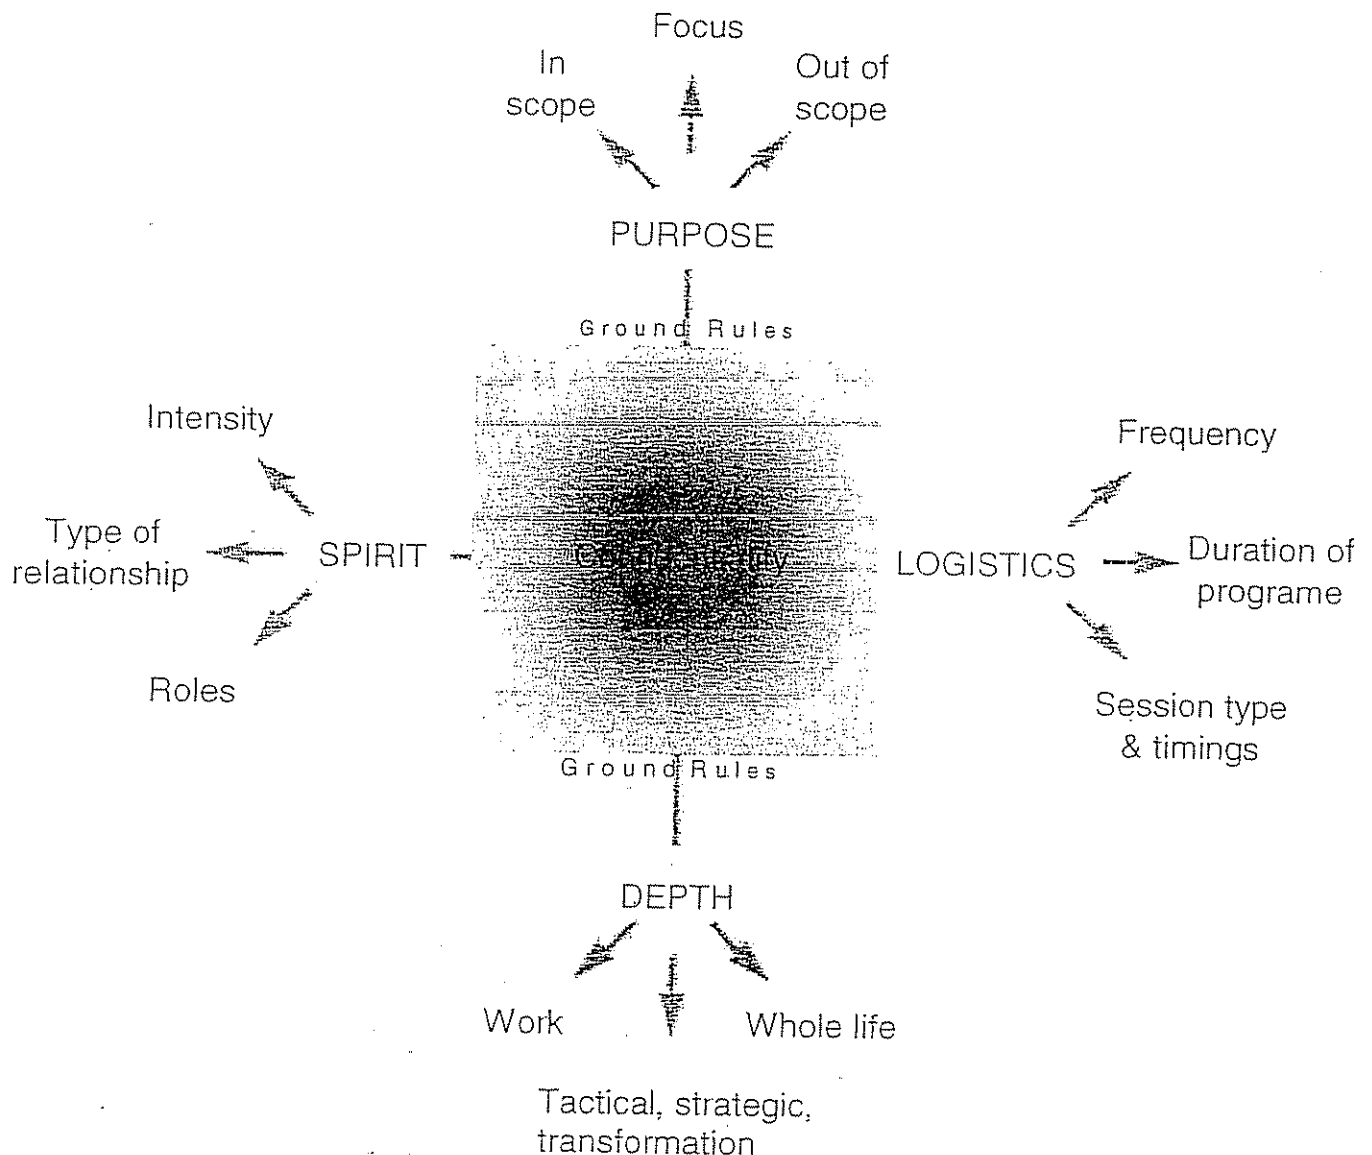 Focus
In
scope
Out of
scope
PURPOSE
Ground Rules
Intensity
Type of
relationship
SPIRIT
Roles
Confidentiality
Frequency
LOGISTICS
Duration of
programe
Session type
& timings
Ground Rules
DEPTH
Work
Whole life
Tactical, strategic,
transformation